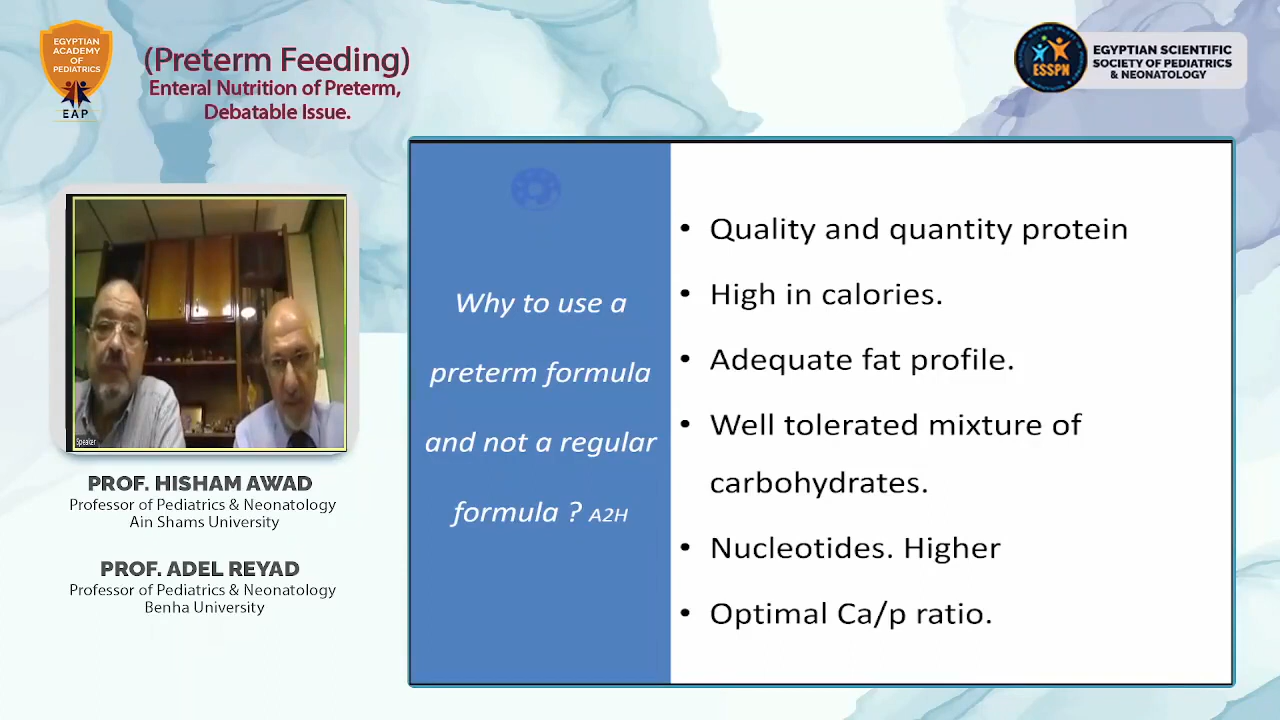 EGYPTIAN
ACADEMY
OF
PEDIATRICS
EAP
(Preterm Feeding)
Enteral Nutrition of Preterm,
Debatable Issue.
ESSPN
EGYPTIAN SCIENTIFIC
SOCIETY OF PEDIATRICS
& NEONATOLOGY
Speaker
PROF. HISHAM AWAD
Professor of Pediatrics & Neonatology
Ain Shams University
PROF. ADEL REYAD
Professor of Pediatrics & Neonatology
Benha University
Why to use a
preterm formula
and not a regular
formula ? A2H
• Quality and quantity protein
• High in calories.
• Adequate fat profile.
• Well tolerated mixture of
carbohydrates.
• Nucleotides. Higher
• Optimal Ca/p ratio.